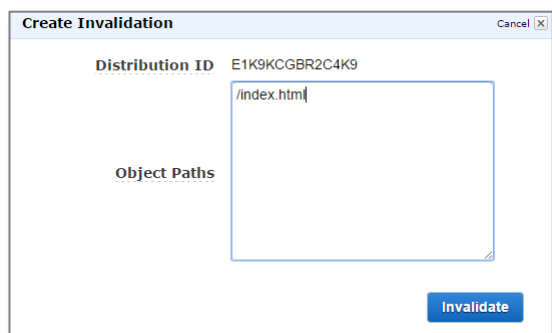 Create Invalidation
Cancel
Distribution ID E1K9KCGBR2C4K9
/index.html
Object Paths
Invalidate